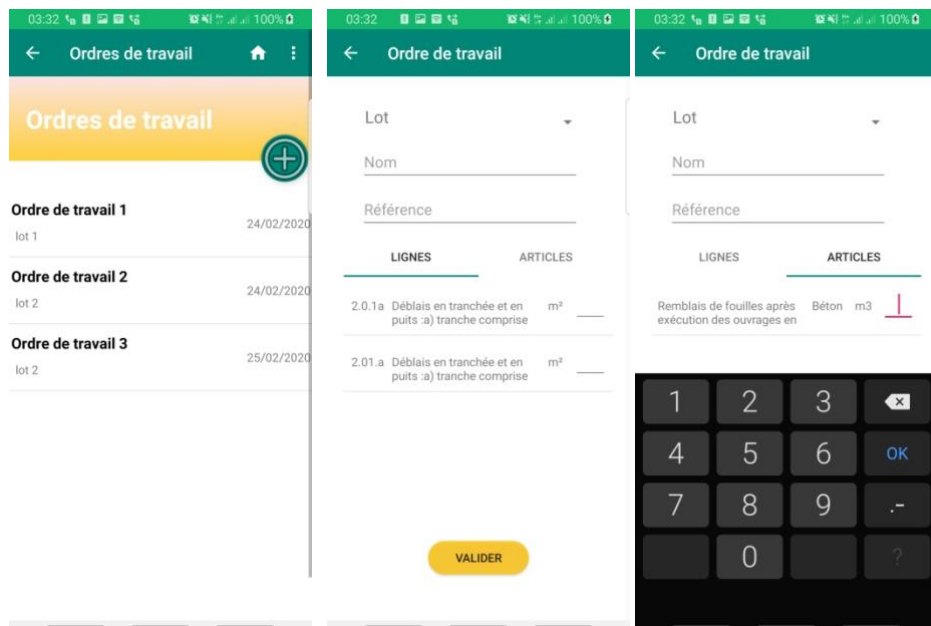 03:32
100%
Ordres de travail
Ordres de travail
Ordre de travail 1
lot 1
24/02/2020
Ordre de travail 2
lot 2
24/02/2020
Ordre de travail 3
lot 2
25/02/2020
03:32
100%
Ordre de travail
Lot
Nom
Référence
LIGNES ARTICLES
2.0.1a Déblais en tranchée et en m²
puits :a) tranche comprise
2.01.a Déblais en tranchée et en m²
puits :a) tranche comprise
VALIDER
03:32
100%
Ordre de travail
Lot
Nom
Référence
LIGNES ARTICLES
Remblais de fouilles après Béton m3
exécution des ouvrages en
1 2 3
4 5 6 OK
7 8 9 .-
0 ?